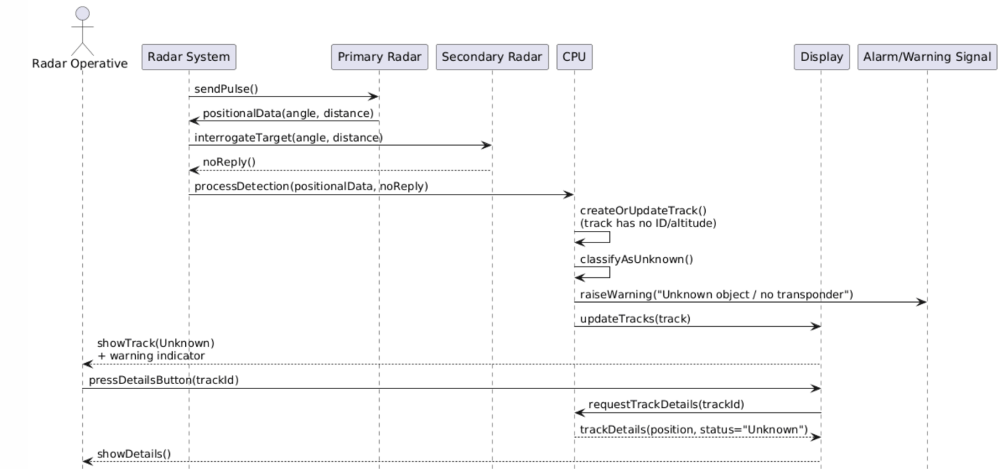 Radar Operative
Radar System
Primary Radar
Secondary Radar
CPU
Display
Alarm/Warning Signal
sendPulse()
positionalData(angle, distance)
interrogateTarget(angle, distance)
noReply()
processDetection(positionalData, noReply)
createOrUpdateTrack()
(track has no ID/altitude)
classifyAsUnknown()
raiseWarning("Unknown object / no transponder")
updateTracks(track)
showTrack(Unknown)
+ warning indicator
pressDetailsButton(trackId)
requestTrackDetails(trackId)
trackDetails(position, status="Unknown")
showDetails()